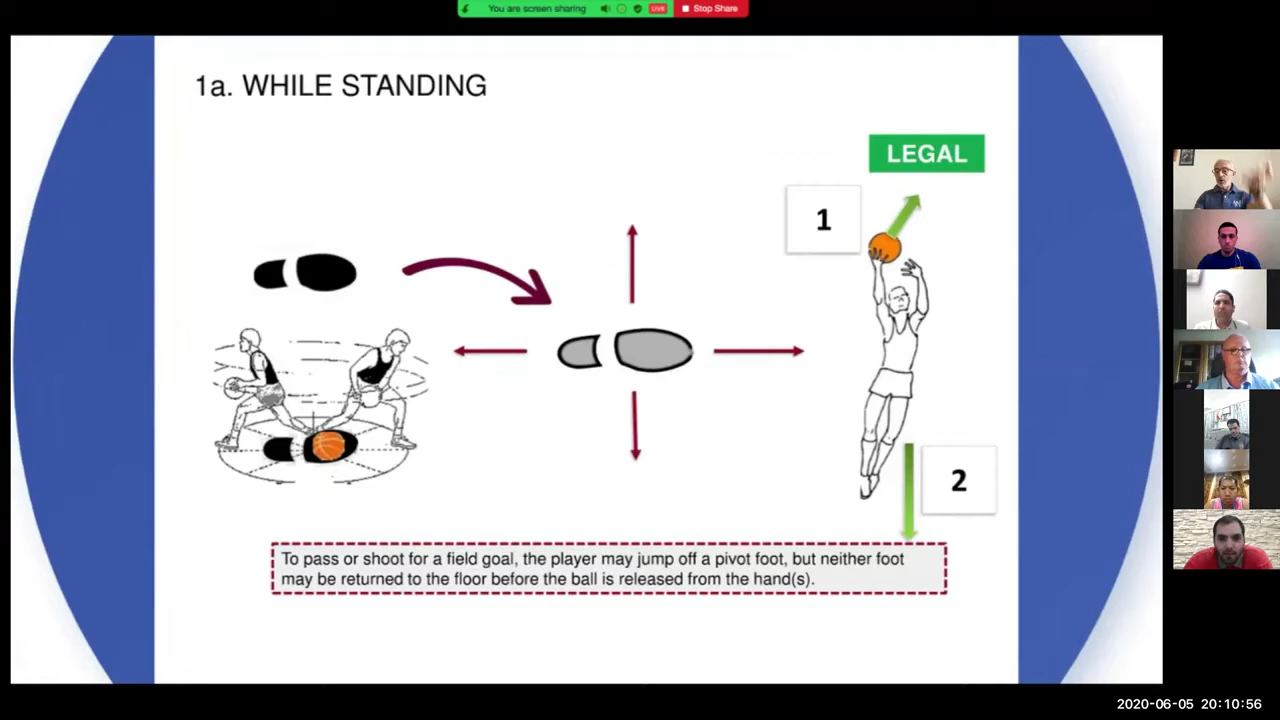 You are screen sharing LIVE Stop Share
1a. WHILE STANDING
LEGAL
1
2
To pass or shoot for a field goal, the player may jump off a pivot foot, but neither foot
may be returned to the floor before the ball is released from the hand(s).
2020-06-05 20:10:56